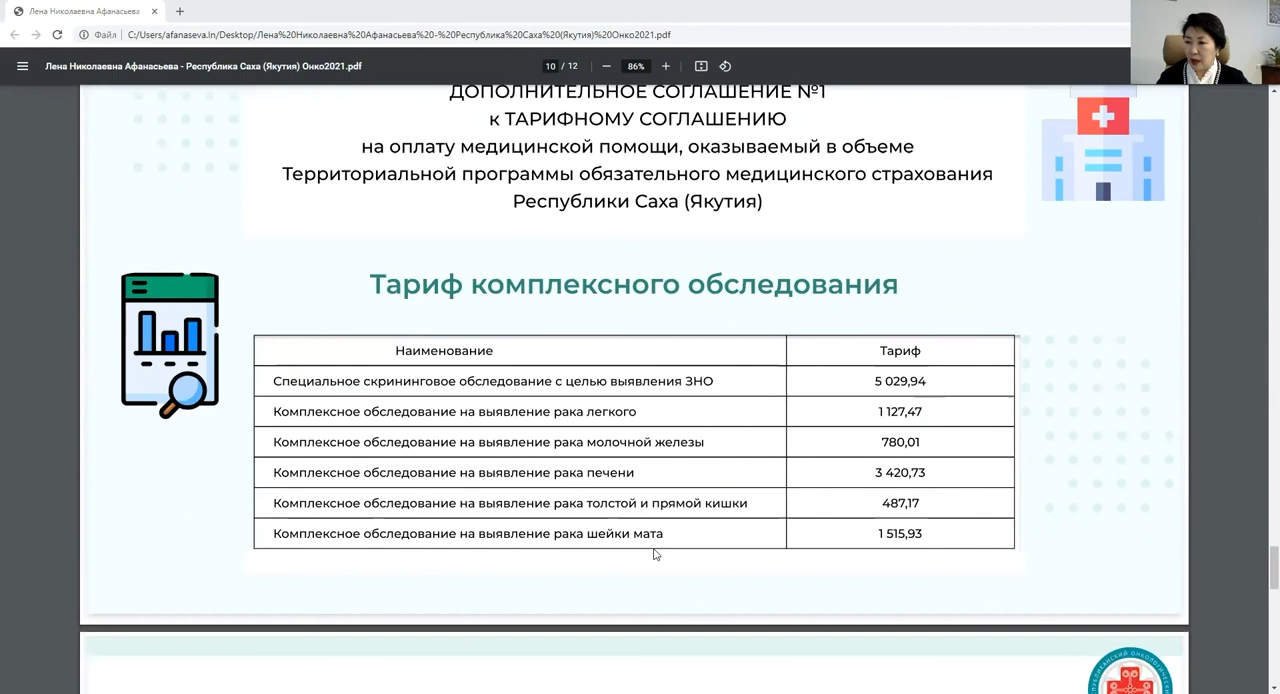 Лена Николаевна Афанасьева
Файл
C:/Users/afanaseva.ln/Desktop/Лена%20Николаевна%20Афанасьева%20-%20Республика%20Саха%20(Якутия)%20Онко2021.pdf
Лена Николаевна Афанасьева - Республика Саха (Якутия) Онко2021.pdf
10 / 12
86%
ДОПОЛНИТЕЛЬНОЕ СОГЛАШЕНИЕ №1
к ТАРИФНОМУ СОГЛАШЕНИЮ
на оплату медицинской помощи, оказываемый в объеме
Территориальной программы обязательного медицинского страхования
Республики Саха (Якутия)
Тариф комплексного обследования
Наименование Тариф
Специальное скрининговое обследование с целью выявления ЗНО 5 029,94
Комплексное обследование на выявление рака легкого 1 127,47
Комплексное обследование на выявление рака молочной железы 780,01
Комплексное обследование на выявление рака печени 3 420,73
Комплексное обследование на выявление рака толстой и прямой кишки 487,17
Комплексное обследование на выявление рака шейки мата 1 515,93